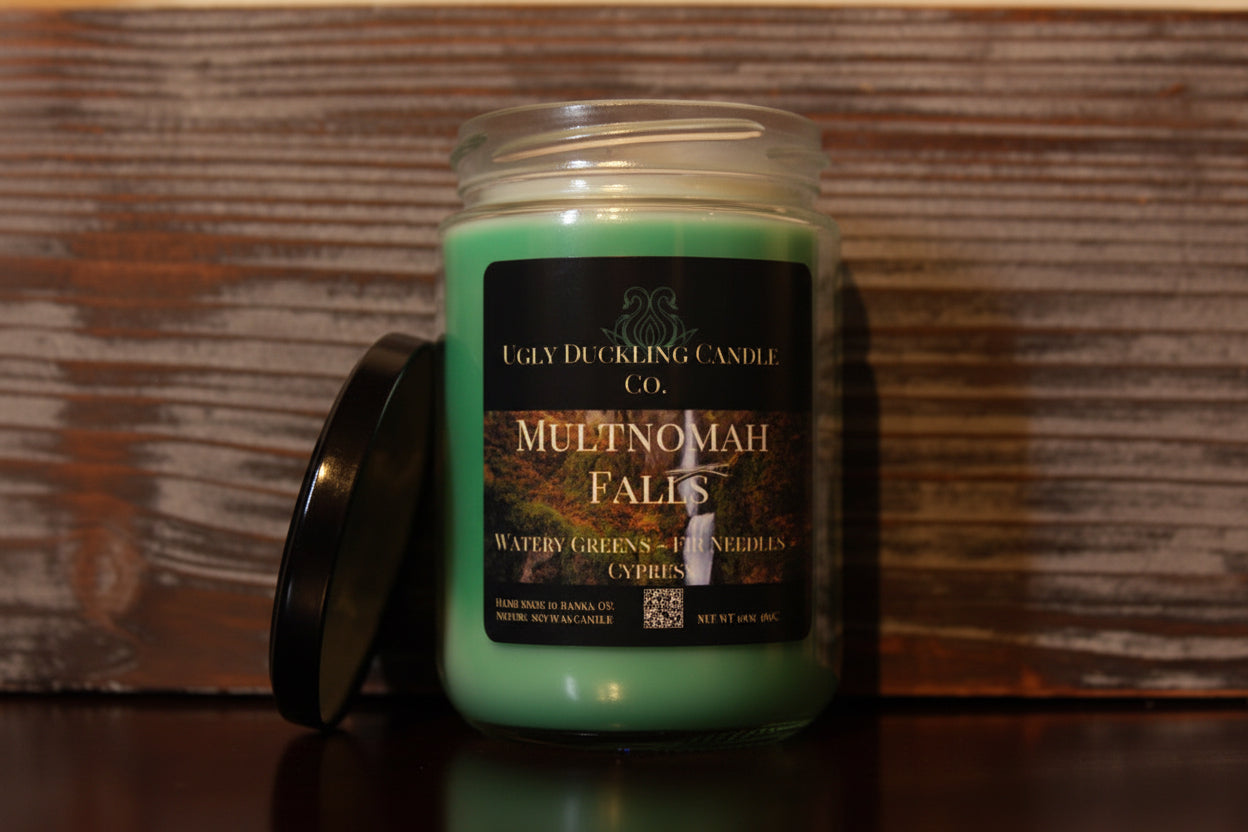 Ugly Duckling Candle
Co.
Multnomah
Falls
Watery Greens ~ Fir Needles ~
Cypress